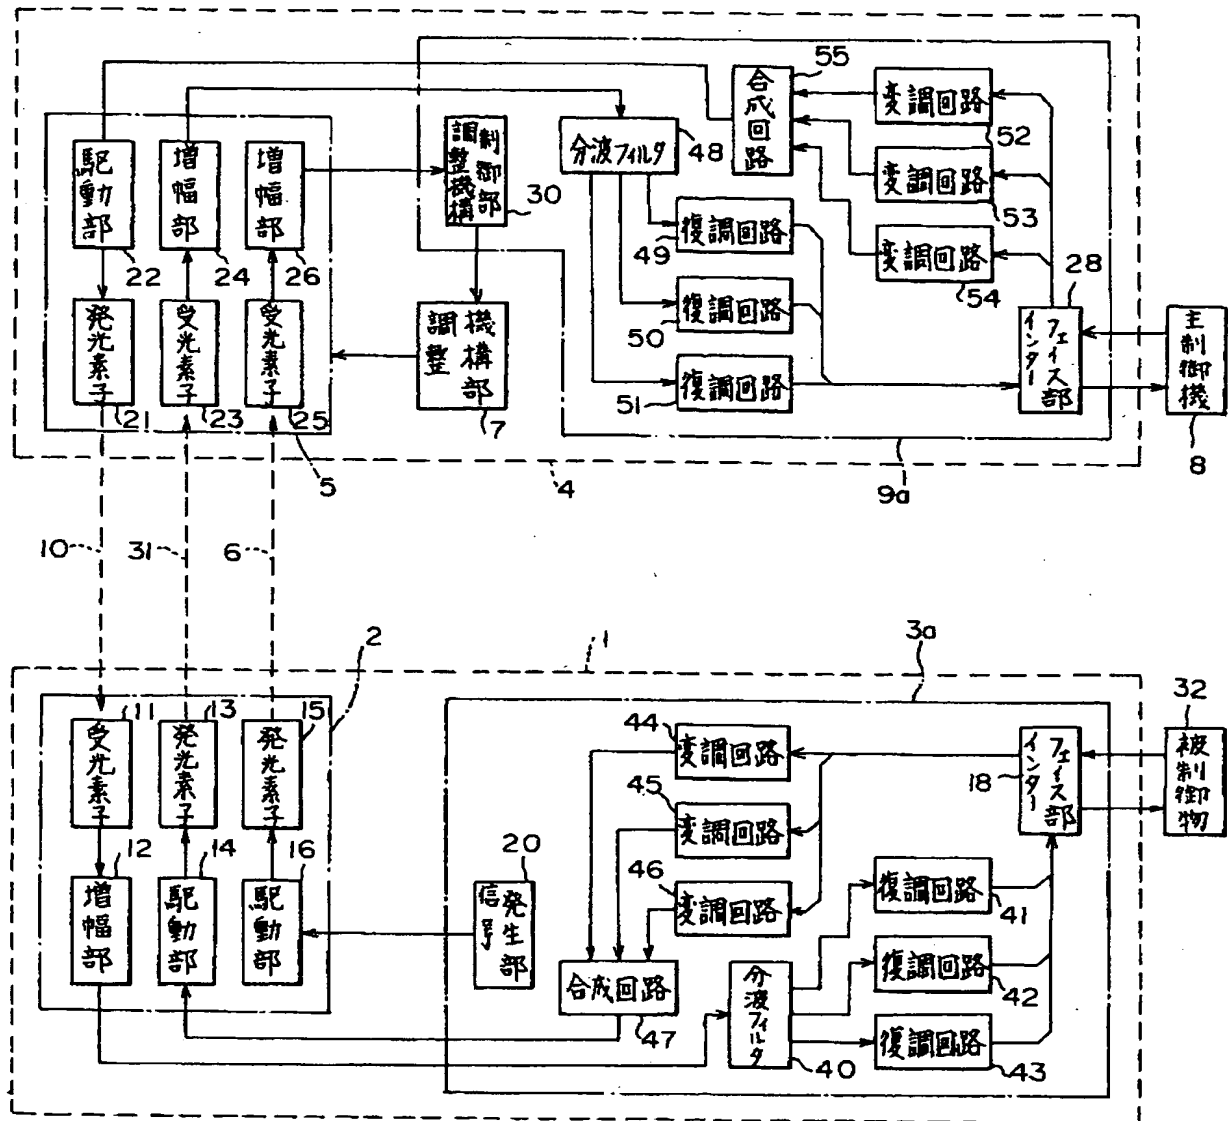 55
合成回路
変調回路
52
調整機構
制御部
30
分波フィルタ
48
変調回路
53
駆動部
22
増幅部
24
増幅部
26
復調回路
49
変調回路
54
28
インター
フェイス部
主制御機
8
発光素子
21
受光素子
23
受光素子
25
調整
機構部
7
復調回路
50
復調回路
51
5
4
9a
10
31
6
1
3a
2
32
被制御物
受光素子
11
発光素子
13
発光素子
15
44
変調回路
インター
フェイス部
18
45
変調回路
12
増幅部
14
駆動部
16
駆動部
20
信号
発生部
46
変調回路
復調回路
41
合成回路
47
分波フィルタ
40
復調回路
42
復調回路
43